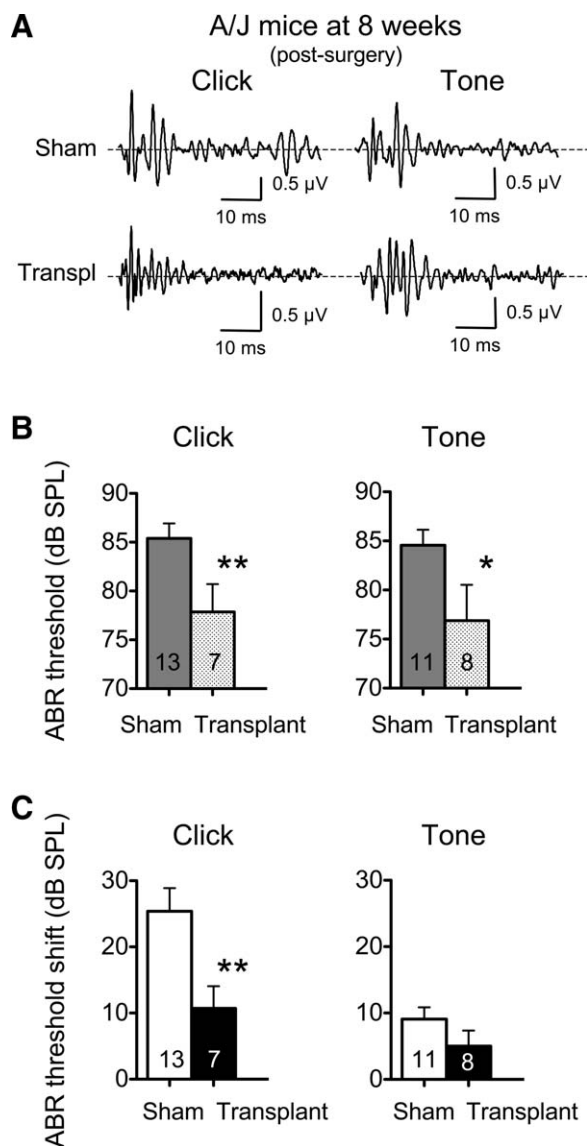 A
A/J mice at 8 weeks
(post-surgery)
Click Tone
Sham
0.5 µV 0.5 µV
10 ms 10 ms
Transpl
0.5 µV 0.5 µV
10 ms 10 ms
B
Click Tone
ABR threshold (dB SPL)
90 90
85 85
80 80
75 75
70 70
** *
13 7 11 8
Sham Transplant Sham Transplant
C
Click Tone
ABR threshold shift (dB SPL)
30 30
20 20
10 10
0 0
**
13 7 11 8
Sham Transplant Sham Transplant